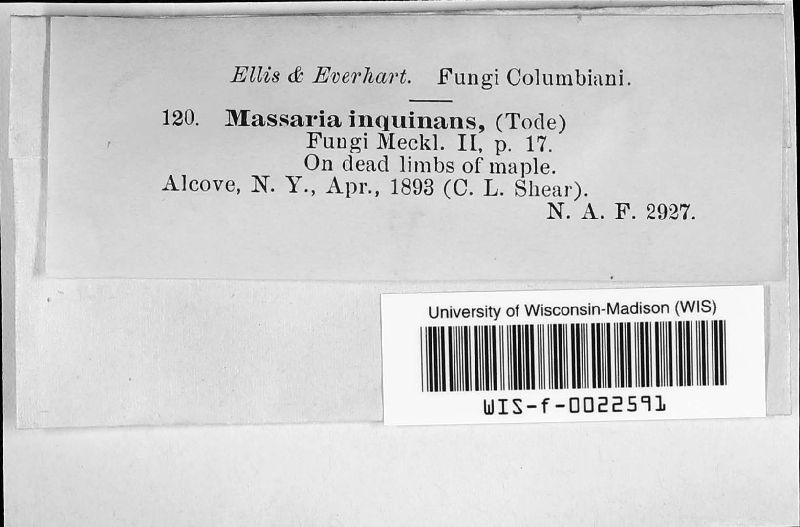 Ellis & Everhart. Fungi Columbiani.
120. Massaria inquinans, (Tode)
Fungi Meckl. II, p. 17.
On dead limbs of maple.
Alcove, N. Y., Apr., 1893 (C. L. Shear).
N. A. F. 2927.
University of Wisconsin-Madison (WIS)
WIS-f-0022591